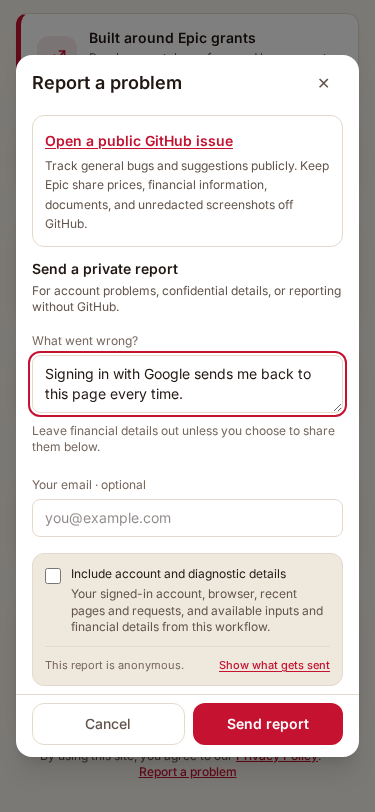 Built around Epic grants
Report a problem
×
Open a public GitHub issue
Track general bugs and suggestions publicly. Keep
Epic share prices, financial information,
documents, and unredacted screenshots off
GitHub.
Send a private report
For account problems, confidential details, or reporting
without GitHub.
What went wrong?
Signing in with Google sends me back to
this page every time.
Leave financial details out unless you choose to share
them below.
Your email · optional
you@example.com
Include account and diagnostic details
Your signed-in account, browser, recent
pages and requests, and available inputs and
financial details from this workflow.
This report is anonymous. Show what gets sent
Cancel Send report
By using this site, you agree to our Privacy Policy.
Report a problem